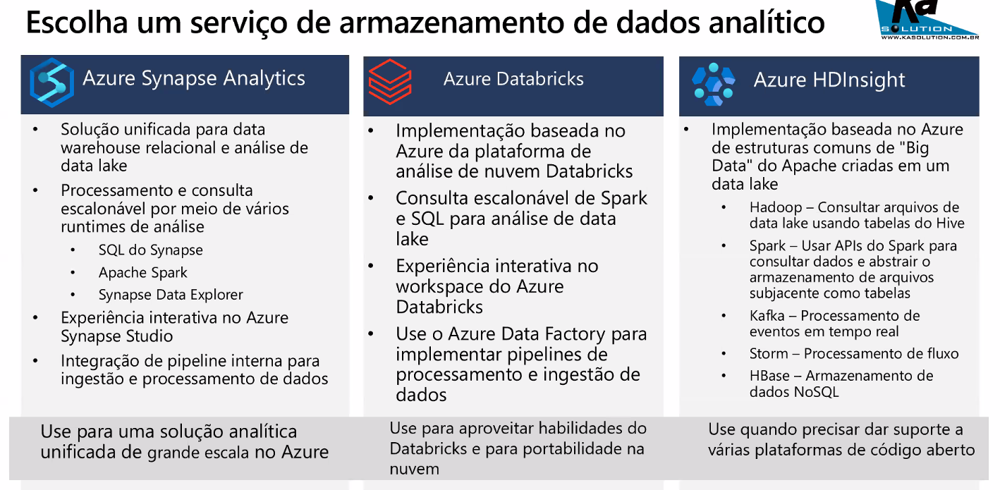 Escolha um serviço de armazenamento de dados analítico
Ka
SOLUTION
WWW.KASOLUTION.COM.BR
Azure Synapse Analytics
• Solução unificada para data
warehouse relacional e análise de
data lake
• Processamento e consulta
escalonável por meio de vários
runtimes de análise
• SQL do Synapse
• Apache Spark
• Synapse Data Explorer
• Experiência interativa no Azure
Synapse Studio
• Integração de pipeline interna para
ingestão e processamento de dados
Use para uma solução analítica
unificada de grande escala no Azure
Azure Databricks
• Implementação baseada no
Azure da plataforma de
análise de nuvem Databricks
• Consulta escalonável de Spark
e SQL para análise de data
lake
• Experiência interativa no
workspace do Azure
Databricks
• Use o Azure Data Factory para
implementar pipelines de
processamento e ingestão de
dados
Use para aproveitar habilidades do
Databricks e para portabilidade na
nuvem
Azure HDInsight
• Implementação baseada no Azure
de estruturas comuns de "Big
Data" do Apache criadas em um
data lake
• Hadoop – Consultar arquivos de
data lake usando tabelas do Hive
• Spark – Usar APIs do Spark para
consultar dados e abstrair o
armazenamento de arquivos
subjacente como tabelas
• Kafka – Processamento de
eventos em tempo real
• Storm – Processamento de fluxo
• HBase – Armazenamento de
dados NoSQL
Use quando precisar dar suporte a
várias plataformas de código aberto